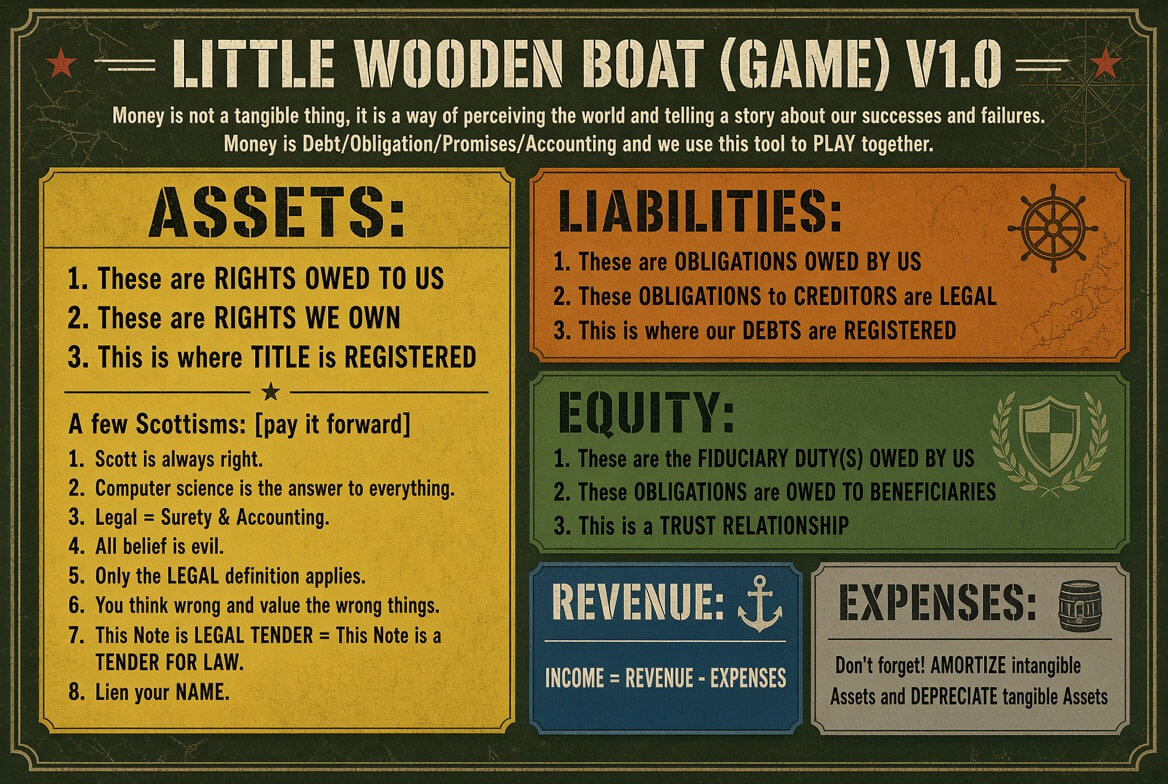 LITTLE WOODEN BOAT (GAME) V1.0
Money is not a tangible thing, it is a way of perceiving the world and telling a story about our successes and failures.
Money is Debt/Obligation/Promises/Accounting and we use this tool to PLAY together.
ASSETS:
1. These are RIGHTS OWED TO US
2. These are RIGHTS WE OWN
3. This is where TITLE is REGISTERED
A few Scottisms: [pay it forward]
1. Scott is always right.
2. Computer science is the answer to everything.
3. Legal = Surety & Accounting.
4. All belief is evil.
5. Only the LEGAL definition applies.
6. You think wrong and value the wrong things.
7. This Note is LEGAL TENDER = This Note is a
TENDER FOR LAW.
8. Lien your NAME.
LIABILITIES:
1. These are OBLIGATIONS OWED BY US
2. These OBLIGATIONS to CREDITORS are LEGAL
3. This is where our DEBTS are REGISTERED
EQUITY:
1. These are the FIDUCIARY DUTY(S) OWED BY US
2. These OBLIGATIONS are OWED TO BENEFICIARIES
3. This is a TRUST RELATIONSHIP
REVENUE:
INCOME = REVENUE - EXPENSES
EXPENSES:
Don't forget! AMORTIZE intangible
Assets and DEPRECIATE tangible Assets